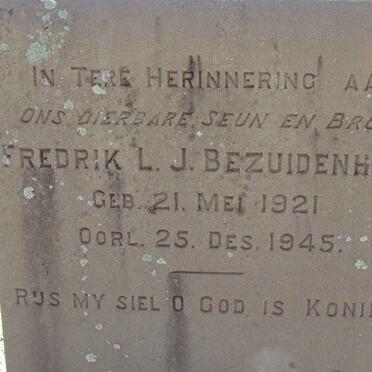 IN TERE HERINNERING AA
ONS DIERBARE SEUN EN BRO
FREDRIK L. J. BEZUIDENH
GEB. 21. MEI 1921
OORL. 25. DES. 1945.
RUS MY SIEL O GOD IS KONI